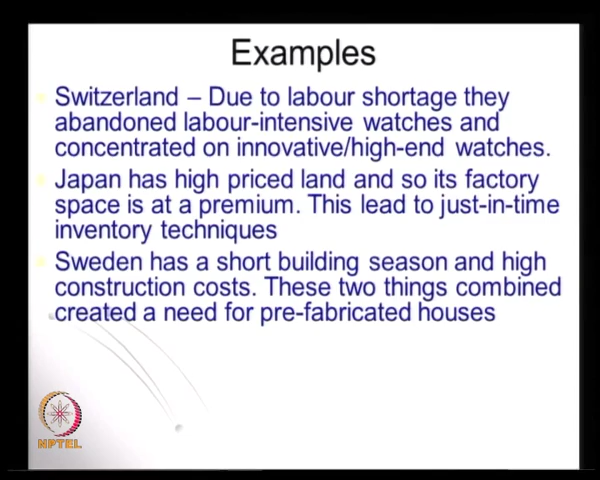 Examples
Switzerland – Due to labour shortage they
abandoned labour-intensive watches and
concentrated on innovative/high-end watches.
Japan has high priced land and so its factory
space is at a premium. This lead to just-in-time
inventory techniques
Sweden has a short building season and high
construction costs. These two things combined
created a need for pre-fabricated houses
NPTEL